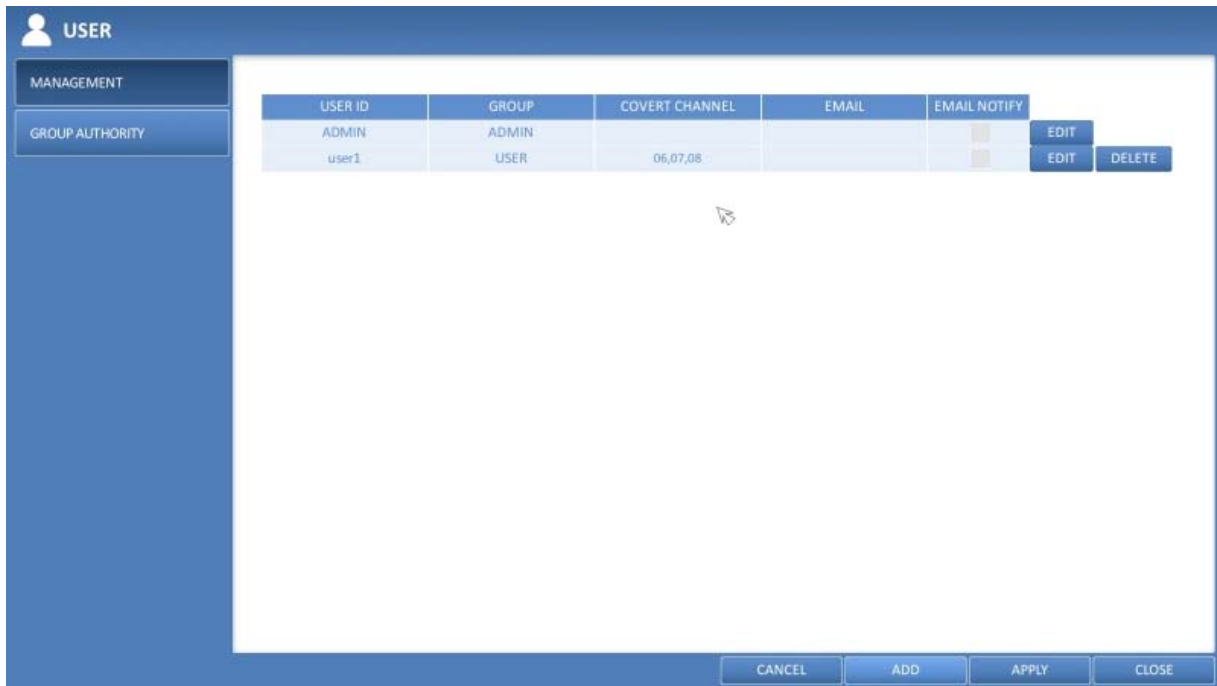 USER
MANAGEMENT
GROUP AUTHORITY
USER ID GROUP COVERT CHANNEL EMAIL EMAIL NOTIFY
ADMIN ADMIN EDIT
user1 USER 06,07,08 EDIT DELETE
CANCEL ADD APPLY CLOSE